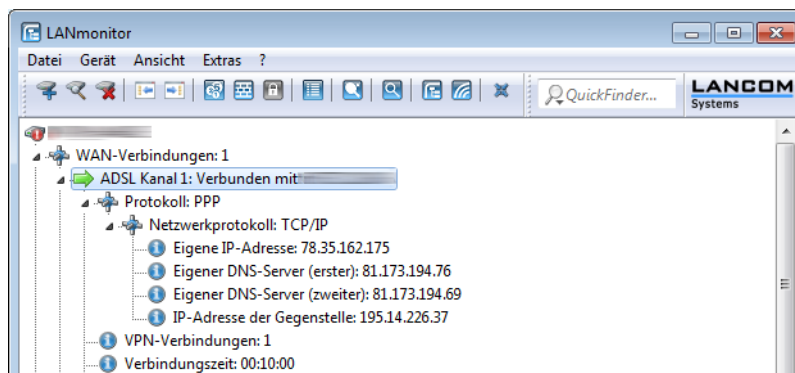 LANmonitor
Datei Gerät Ansicht Extras ?
QuickFinder...
LANCOM
Systems
WAN-Verbindungen: 1
ADSL Kanal 1: Verbunden mit
Protokoll: PPP
Netzwerkprotokoll: TCP/IP
Eigene IP-Adresse: 78.35.162.175
Eigener DNS-Server (erster): 81.173.194.76
Eigener DNS-Server (zweiter): 81.173.194.69
IP-Adresse der Gegenstelle: 195.14.226.37
VPN-Verbindungen: 1
Verbindungszeit: 00:10:00